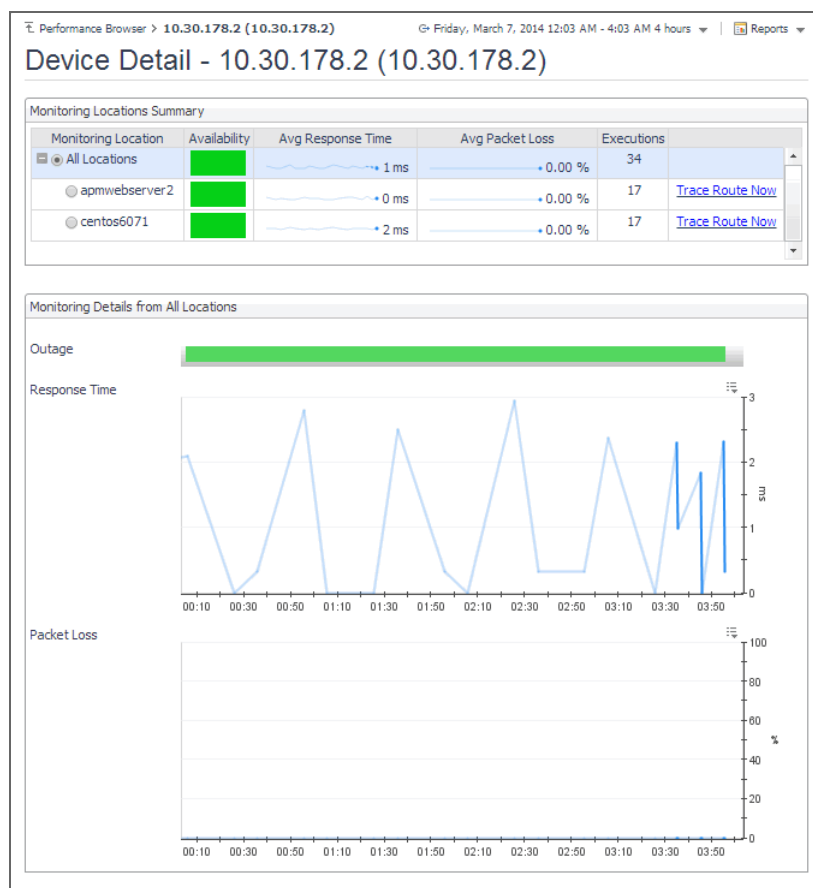 Performance Browser > 10.30.178.2 (10.30.178.2) Friday, March 7, 2014 12:03 AM - 4:03 AM 4 hours Reports
Device Detail - 10.30.178.2 (10.30.178.2)
Monitoring Locations Summary
Monitoring Location Availability Avg Response Time Avg Packet Loss Executions
All Locations 1 ms 0.00 % 34
apmwebserver2 0 ms 0.00 % 17 Trace Route Now
centos6071 2 ms 0.00 % 17 Trace Route Now
Monitoring Details from All Locations
Outage
Response Time
3
2
ms
1
0
00:10 00:30 00:50 01:10 01:30 01:50 02:10 02:30 02:50 03:10 03:30 03:50
Packet Loss
100
80
60
%
40
20
0
00:10 00:30 00:50 01:10 01:30 01:50 02:10 02:30 02:50 03:10 03:30 03:50